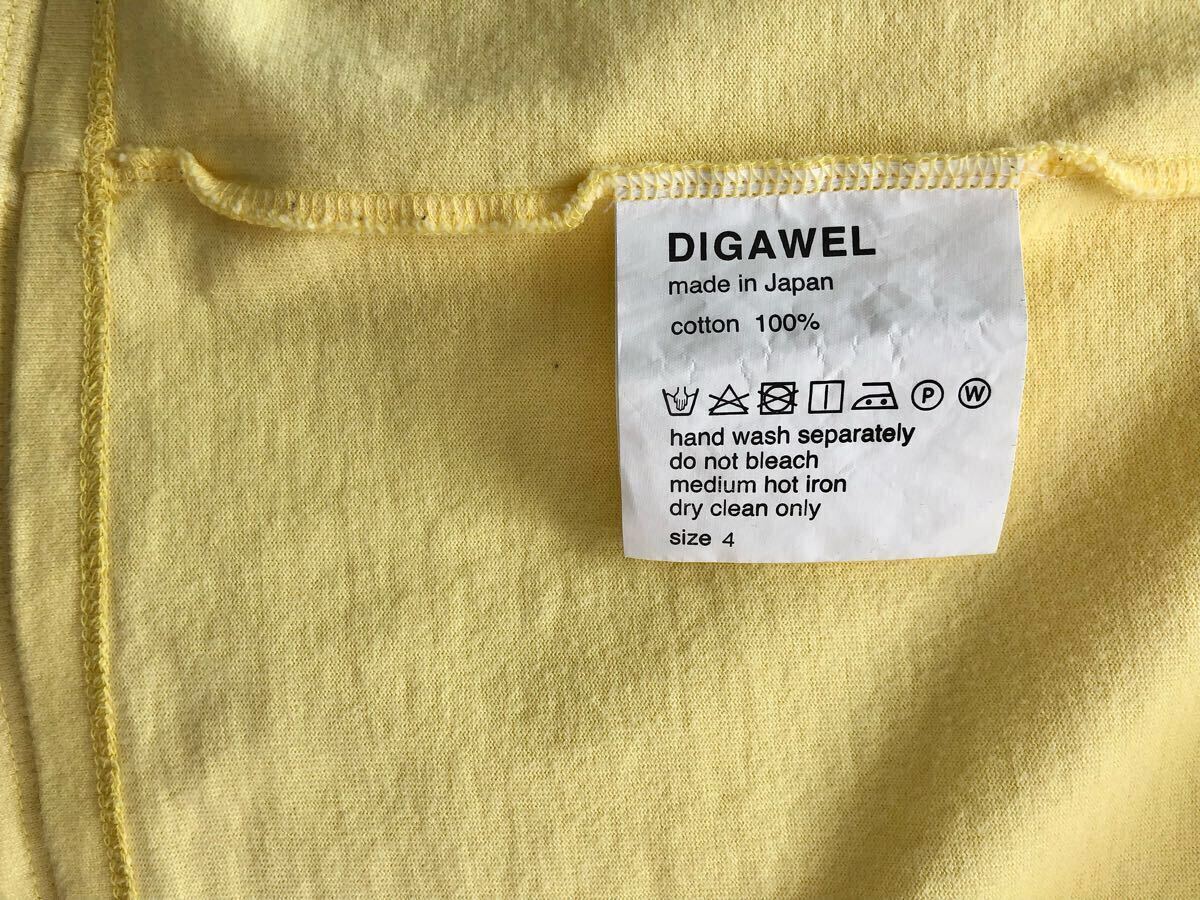 DIGAWEL
made in Japan
cotton 100%
P W
hand wash separately
do not bleach
medium hot iron
dry clean only
size 4